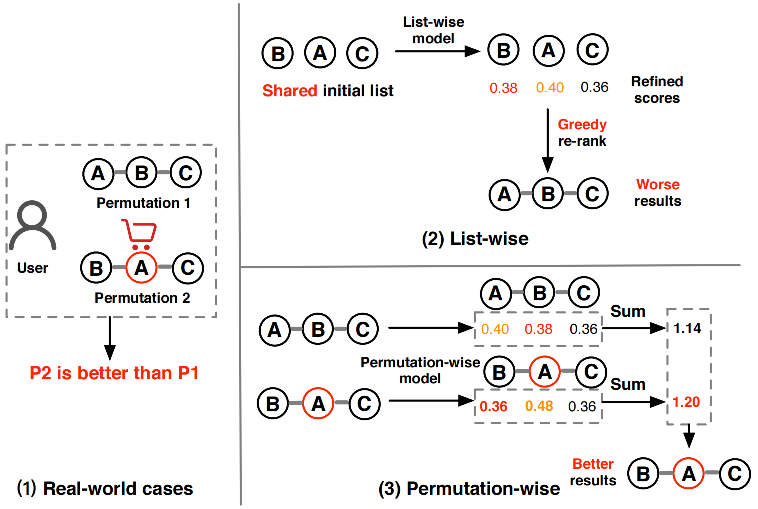 A B C
Permutation 1
User
B A C
Permutation 2
P2 is better than P1
(1) Real-world cases
B A C
List-wise
model
B A C
Shared initial list
0.38 0.40 0.36
Refined
scores
Greedy
re-rank
A B C
Worse
results
(2) List-wise
A B C
A B C
0.40 0.38 0.36
Sum
1.14
Permutation-wise
model
B A C
B A C
0.36 0.48 0.36
Sum
1.20
Better
results
B A C
(3) Permutation-wise